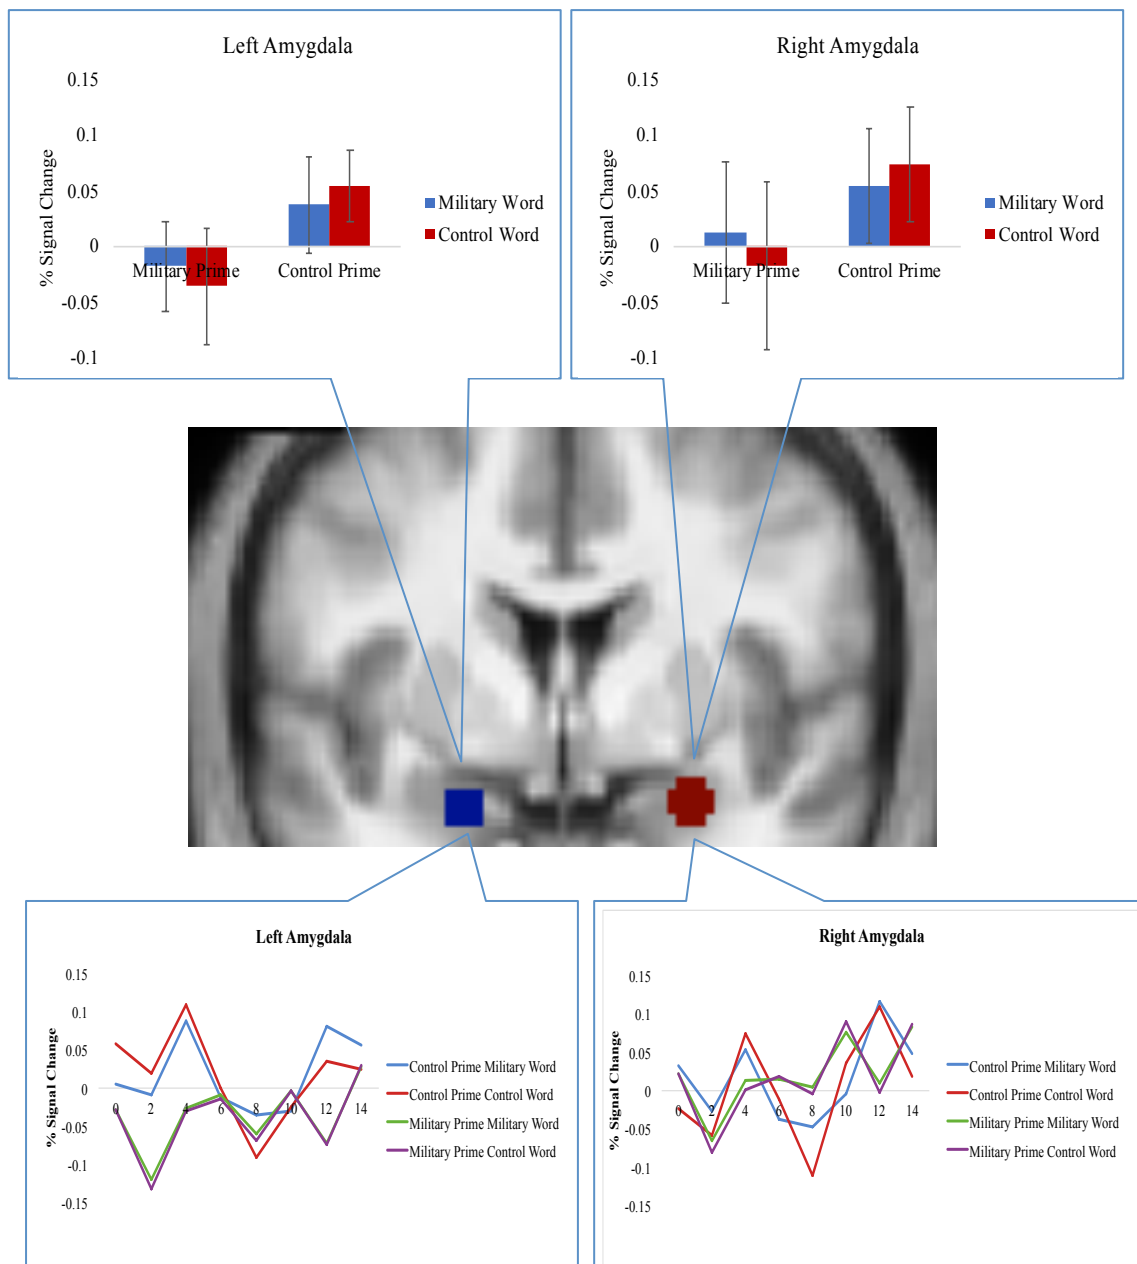 Left Amygdala
0.15
0.1
0.05
0
-0.05
-0.1
% Signal Change
Military Prime
Control Prime
Military Word
Control Word
Right Amygdala
0.15
0.1
0.05
0
-0.05
-0.1
% Signal Change
Military Prime
Control Prime
Military Word
Control Word
Left Amygdala
0.15
0.1
0.05
0
-0.05
-0.1
-0.15
% Signal Change
0 2 4 6 8 10 12 14
Control Prime Military Word
Control Prime Control Word
Military Prime Military Word
Military Prime Control Word
Right Amygdala
0.15
0.1
0.05
0
-0.05
-0.1
-0.15
% Signal Change
0 2 4 6 8 10 12 14
Control Prime Military Word
Control Prime Control Word
Military Prime Military Word
Military Prime Control Word